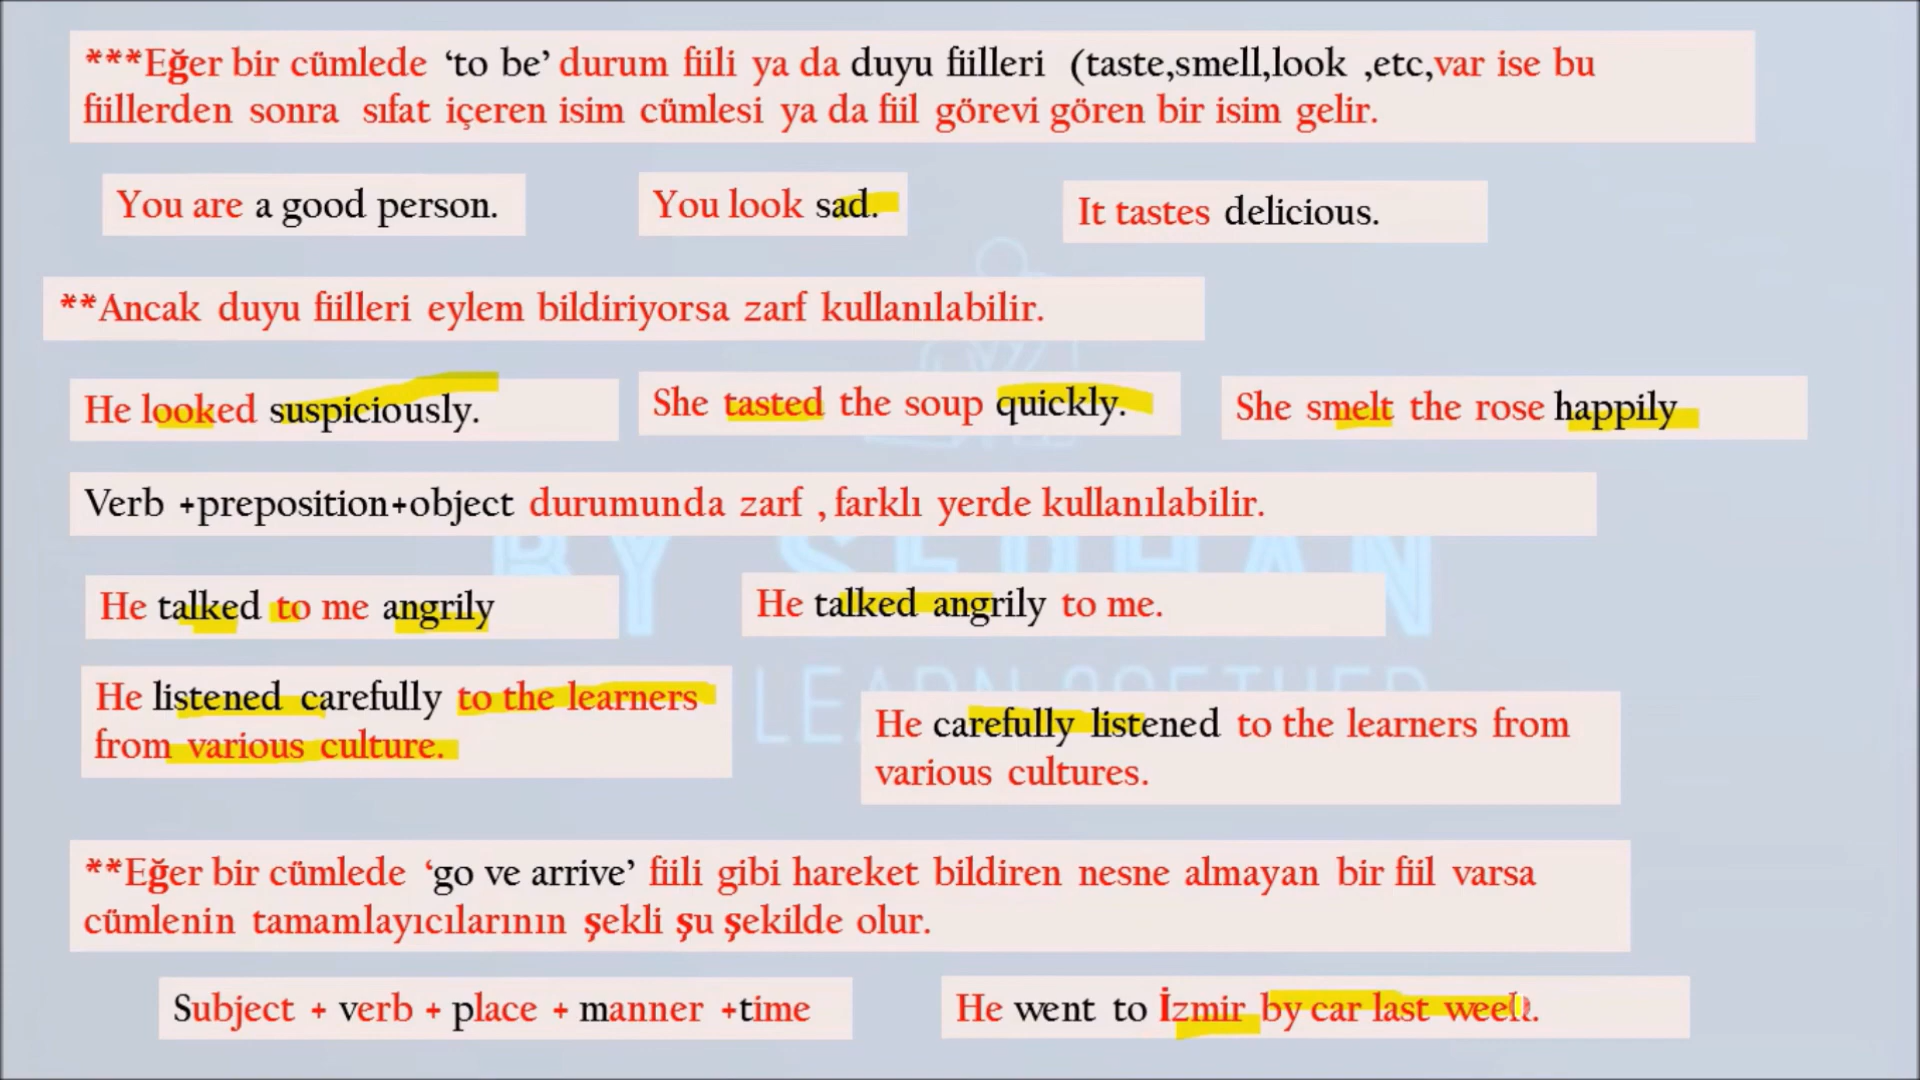 ***Eğer bir cümlede ‘to be’ durum fiili ya da duyu fiilleri (taste,smell,look ,etc,var ise bu
fiillerden sonra sıfat içeren isim cümlesi ya da fiil görevi gören bir isim gelir.
You are a good person.
You look sad.
It tastes delicious.
**Ancak duyu fiilleri eylem bildiriyorsa zarf kullanılabilir.
He looked suspiciously.
She tasted the soup quickly.
She smelt the rose happily
Verb +preposition+object durumunda zarf , farklı yerde kullanılabilir.
BY SERHAN
He talked to me angrily
He talked angrily to me.
He listened carefully to the learners
from various culture.
LEARN TOGETHER
He carefully listened to the learners from
various cultures.
**Eğer bir cümlede ‘go ve arrive’ fiili gibi hareket bildiren nesne almayan bir fiil varsa
cümlenin tamamlayıcılarının şekli şu şekilde olur.
Subject + verb + place + manner +time
He went to İzmir by car last week.